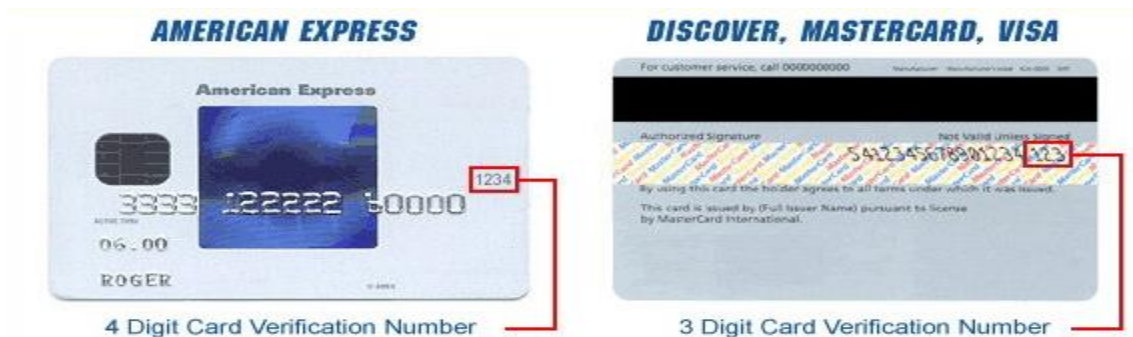 AMERICAN EXPRESS
American Express
1234
3333 122222 60000
06.00
ROGER
4 Digit Card Verification Number
DISCOVER, MASTERCARD, VISA
For customer service, call 0000000000
Authorized Signature Not Valid Unless Signed
5412345678901234 123
By using this card the holder agrees to all terms under which it was issued.
This card is issued by (Full Issuer Name) pursuant to license
by MasterCard International.
3 Digit Card Verification Number